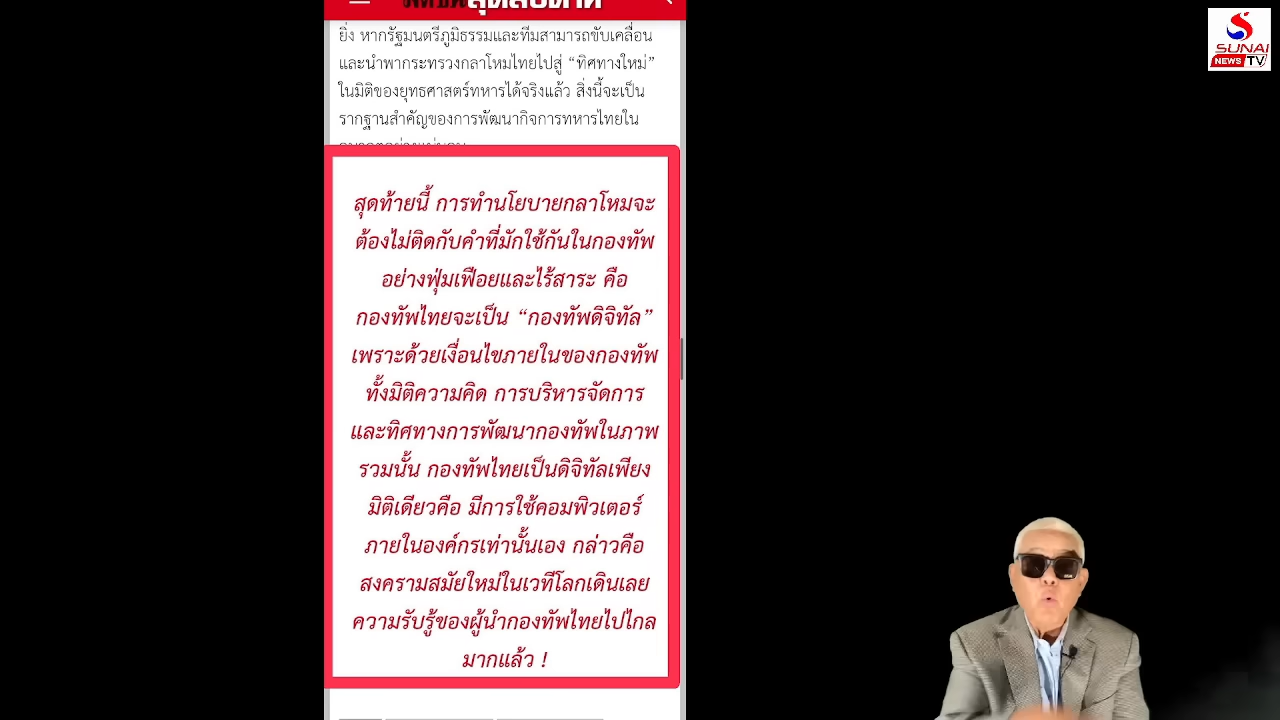 สุดสัปดาห์
SUNAI
NEWS TV
ยิ่ง หากรัฐมนตรีภูมิธรรมและทีมสามารถขับเคลื่อน
และนำพากระทรวงกลาโหมไทยไปสู่ “ทิศทางใหม่”
ในมิติของยุทธศาสตร์ทหารได้จริงแล้ว สิ่งนี้จะเป็น
รากฐานสำคัญของการพัฒนากิจการทหารไทยใน
สุดท้ายนี้ การทำนโยบายกลาโหมจะ
ต้องไม่ติดกับคำที่มักใช้กันในกองทัพ
อย่างฟุ่มเฟือยและไร้สาระ คือ
กองทัพไทยจะเป็น “กองทัพดิจิทัล”
เพราะด้วยเงื่อนไขภายในของกองทัพ
ทั้งมิติความคิด การบริหารจัดการ
และทิศทางการพัฒนากองทัพในภาพ
รวมนั้น กองทัพไทยเป็นดิจิทัลเพียง
มิติเดียวคือ มีการใช้คอมพิวเตอร์
ภายในองค์กรเท่านั้นเอง กล่าวคือ
สงครามสมัยใหม่ในเวทีโลกเดินเลย
ความรับรู้ของผู้นำกองทัพไทยไปไกล
มากแล้ว !